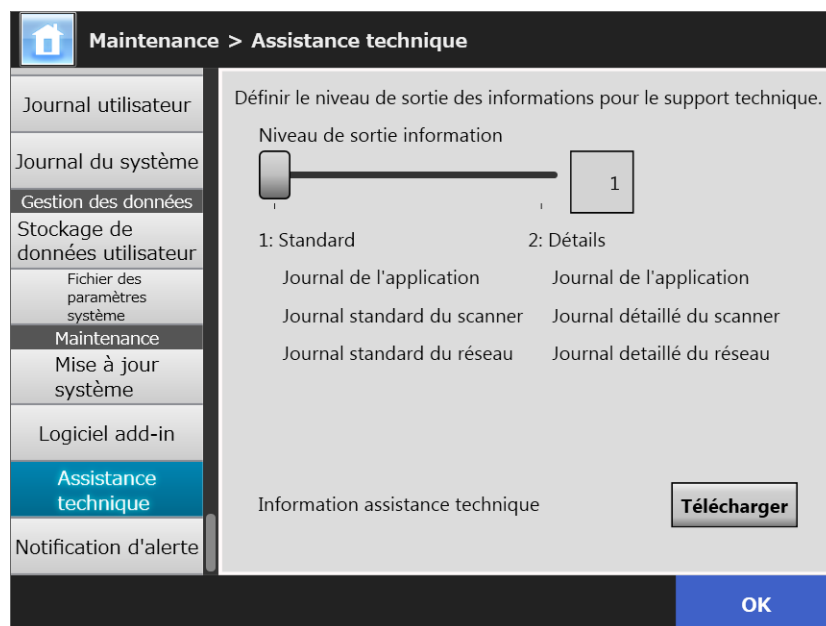 Maintenance > Assistance technique
Journal utilisateur
Journal du système
Gestion des données
Stockage de
données utilisateur
Fichier des
paramètres
système
Maintenance
Mise à jour
système
Logiciel add-in
Assistance
technique
Notification d'alerte
Définir le niveau de sortie des informations pour le support technique.
Niveau de sortie information
1
1: Standard
2: Détails
Journal de l'application
Journal de l'application
Journal standard du scanner
Journal détaillé du scanner
Journal standard du réseau
Journal detaillé du réseau
Information assistance technique
Télécharger
OK